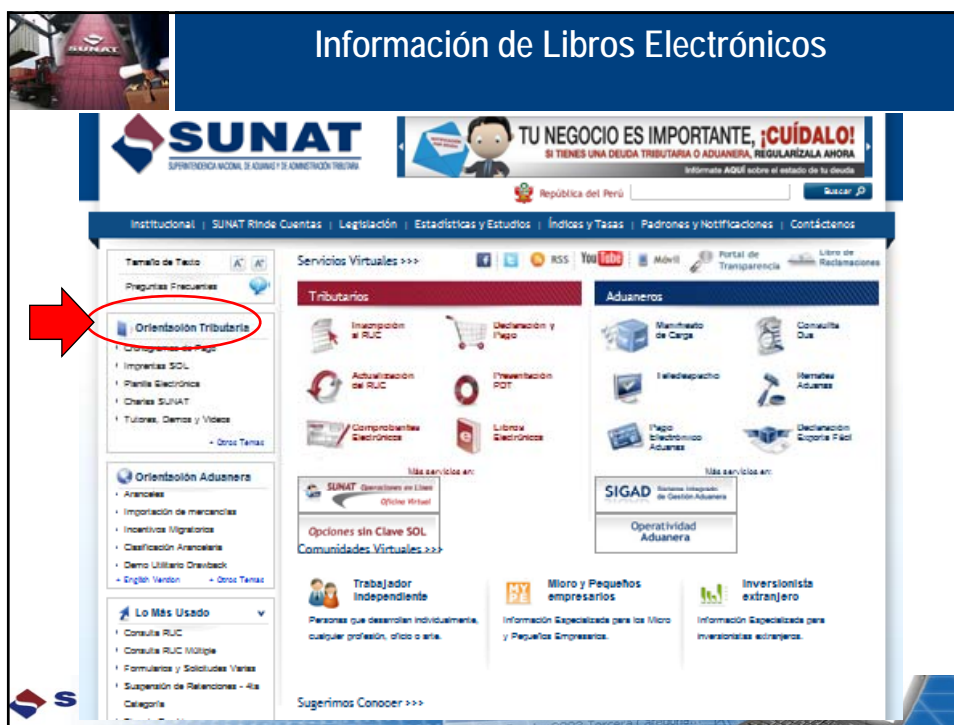 SUNAT
Información de Libros Electrónicos
SUNAT
SUPERINTENDENCIA NACIONAL DE ADUANAS Y DE ADMINISTRACIÓN TRIBUTARIA
TU NEGOCIO ES IMPORTANTE, ¡CUÍDALO!
SI TIENES UNA DEUDA TRIBUTARIA O ADUANERA, REGULARÍZALA AHORA
Infórmate AQUÍ sobre el estado de tu deuda
República del Perú
Buscar
Institucional | SUNAT Rinde Cuentas | Legislación | Estadísticas y Estudios | Índices y Tasas | Padrones y Notificaciones | Contáctenos
Tamaño de Texto A- A+
Preguntas Frecuentes
Orientación Tributaria
Cronogramas de Pago
Imprentas SOL
Planilla Electrónica
Charlas SUNAT
Tutores, Demos y Videos
+ Otros Temas
Orientación Aduanera
Aranceles
Importación de mercancías
Incentivos Migratorios
Clasificación Arancelaria
Demo Utilitario Drawback
+ English Version + Otros Temas
Lo Más Usado
Consulta RUC
Consulta RUC Múltiple
Formularios y Solicitudes Varias
Suspensión de Retenciones - 4ta
Categoría
Servicios Virtuales >>>
RSS
YouTube
Móvil
Portal de
Transparencia
Libro de
Reclamaciones
Tributarios
Inscripción
al RUC
Declaración y
Pago
Actualización
del RUC
Presentación
PDT
Comprobantes
Electrónicos
Libros
Electrónicos
Más servicios en:
SUNAT Operaciones en Línea
Oficina Virtual
Opciones sin Clave SOL
Aduaneros
Manifiesto
de Carga
Consulta
Dua
Teledespacho
Remates
Aduanas
Pago
Electrónico
Aduanas
Declaración
Exporta Fácil
Más servicios en:
SIGAD Sistema Integrado
de Gestión Aduanera
Operatividad
Aduanera
Comunidades Virtuales >>>
Trabajador
Independiente
Personas que desarrollan individualmente,
cualquier profesión, oficio o arte.
MYPE
Micro y Pequeños
empresarios
Información Especializada para los Micro
y Pequeños Empresarios.
Inversionista
extranjero
Información Especializada para
inversionistas extranjeros.
Sugerimos Conocer >>>
S